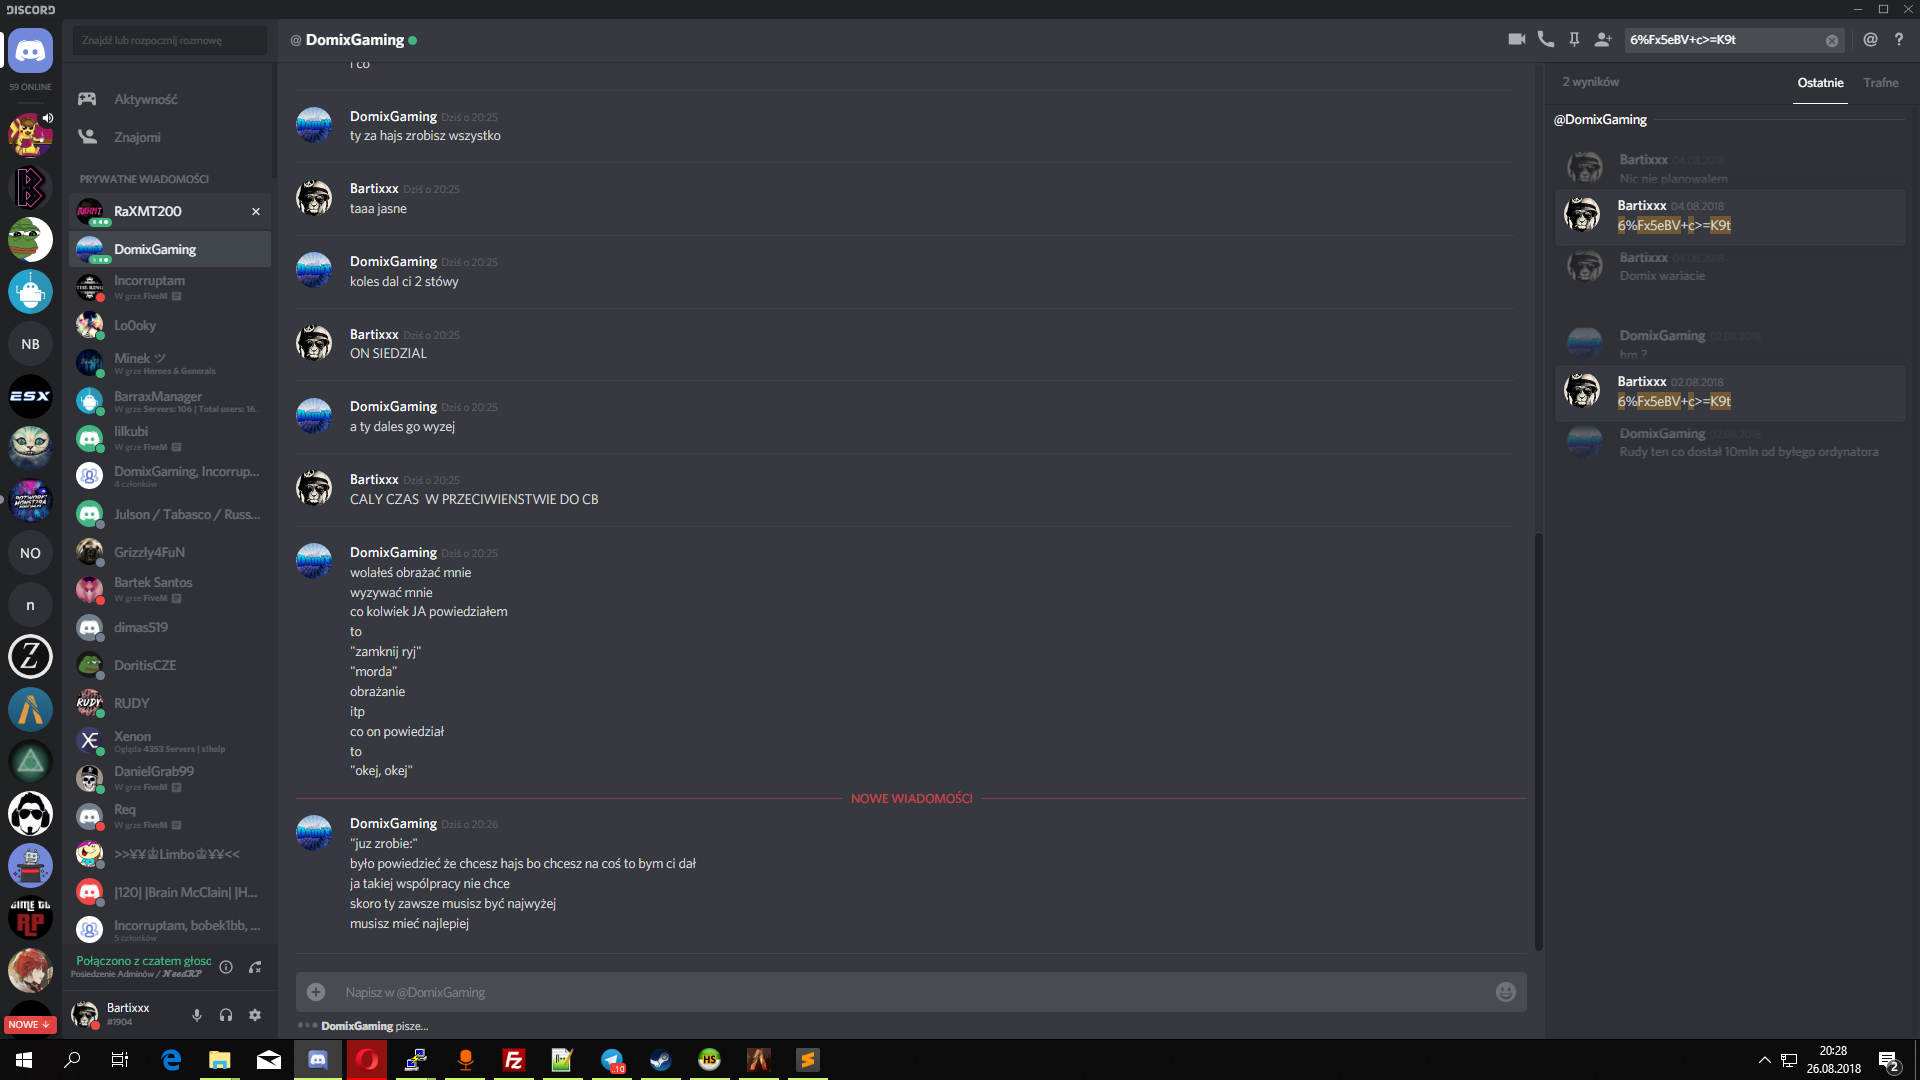 DISCORD
Znajdź lub rozpocznij rozmowę
@ DomixGaming
6%Fx5eBV+c>=K9t
59 ONLINE
NB
ESX
NO
n
Z
RP
NOWE
Aktywność
Znajomi
PRYWATNE WIADOMOŚCI
RaXMT200
DomixGaming
Incorruptam
W grze FiveM
Lo0oky
Minek ツ
W grze Heroes & Generals
BarraxManager
W grze Servers: 106 | Total users: 16..
lilkubi
W grze FiveM
DomixGaming, Incorrup...
4 członków
Julson / Tabasco / Russ...
Grizzly4FuN
Bartek Santos
W grze FiveM
dimas519
DoritisCZE
RUDY
Xenon
Ogląda 4353 Servers | x!help
DanielGrab99
W grze FiveM
Req
W grze FiveM
>>¥¥♔Limbo♔¥¥<<
|120| |Brain McClain| |H...
Incorruptam, bobek1bb, ...
5 członków
Połączono z czatem głosc
Posiedzenie Adminów / NeedRP
Bartixxx
#1904
i co
DomixGaming Dziś o 20:25
ty za hajs zrobisz wszystko
Bartixxx Dziś o 20:25
taaa jasne
DomixGaming Dziś o 20:25
koles dal ci 2 stówy
Bartixxx Dziś o 20:25
ON SIEDZIAL
DomixGaming Dziś o 20:25
a ty dales go wyzej
Bartixxx Dziś o 20:25
CALY CZAS W PRZECIWIENSTWIE DO CB
DomixGaming Dziś o 20:25
wolałeś obrażać mnie
wyzywać mnie
co kolwiek JA powiedziałem
to
"zamknij ryj"
"morda"
obrażanie
itp
co on powiedział
to
"okej, okej"
NOWE WIADOMOŚCI
DomixGaming Dziś o 20:26
"juz zrobie:"
było powiedzieć że chcesz hajs bo chcesz na coś to bym ci dał
ja takiej wspólpracy nie chce
skoro ty zawsze musisz być najwyżej
musisz mieć najlepiej
Napisz w @DomixGaming
DomixGaming pisze...
2 wyników
Ostatnie
Trafne
@DomixGaming
Bartixxx 04.08.2018
Nic nie planowalem
Bartixxx 04.08.2018
6%Fx5eBV+c>=K9t
Bartixxx 04.08.2018
Domix wariacie
DomixGaming 02.08.2018
hm ?
Bartixxx 02.08.2018
6%Fx5eBV+c>=K9t
DomixGaming 02.08.2018
Rudy ten co dostał 10mln od byłego ordynatora
20:28
26.08.2018
2